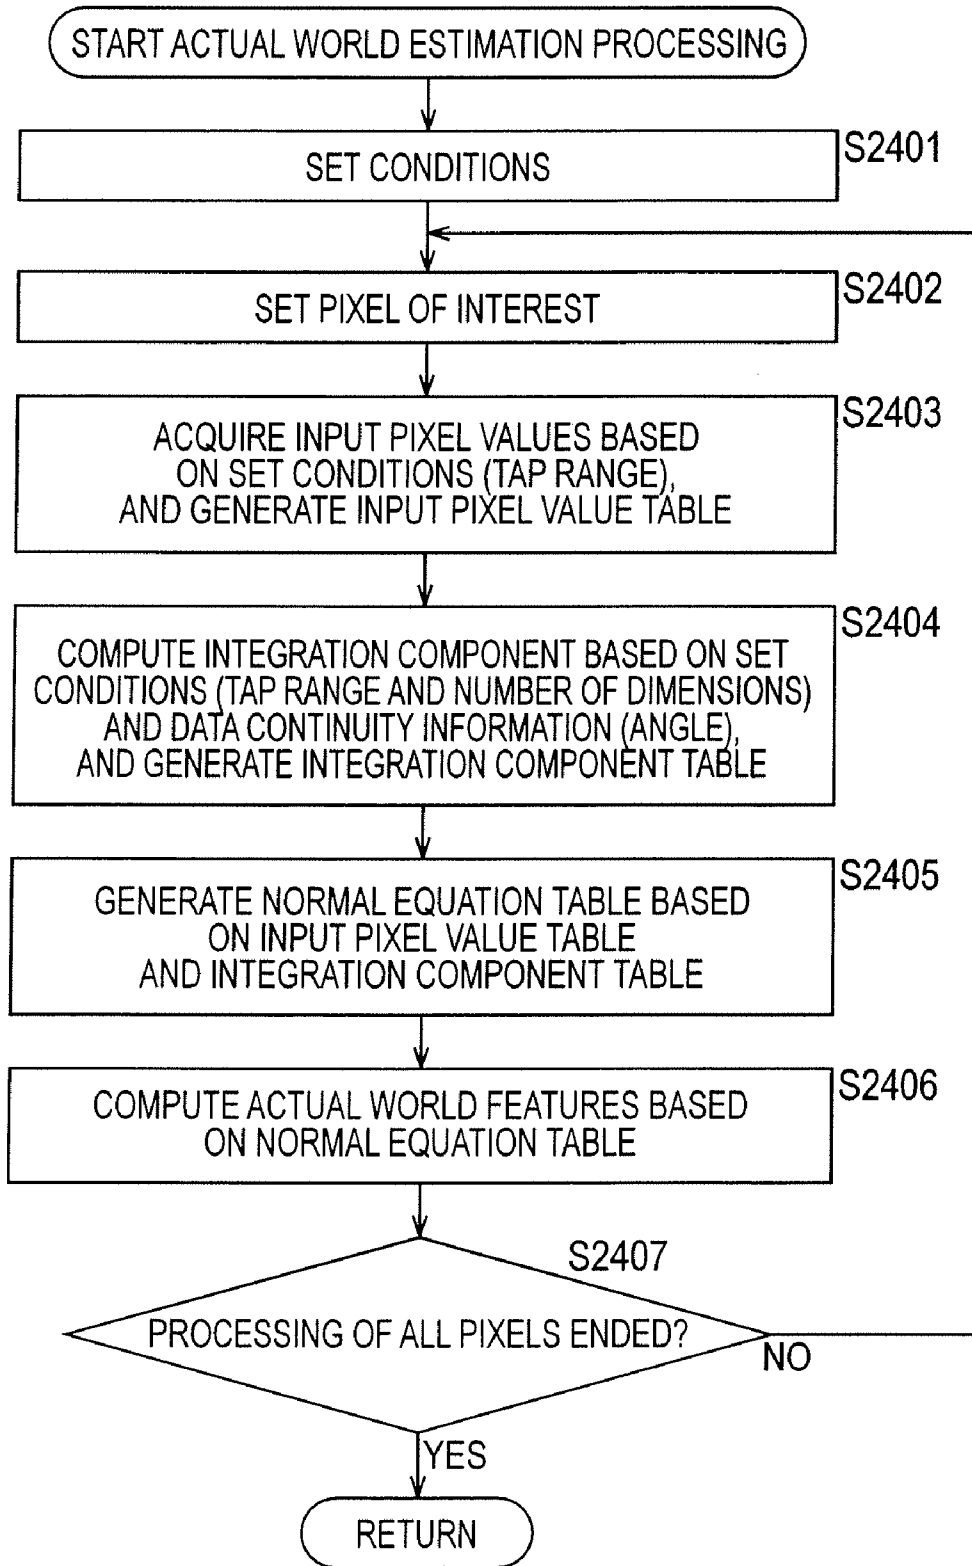 START ACTUAL WORLD ESTIMATION PROCESSING
S2401
SET CONDITIONS
S2402
SET PIXEL OF INTEREST
S2403
ACQUIRE INPUT PIXEL VALUES BASED
ON SET CONDITIONS (TAP RANGE),
AND GENERATE INPUT PIXEL VALUE TABLE
S2404
COMPUTE INTEGRATION COMPONENT BASED ON SET
CONDITIONS (TAP RANGE AND NUMBER OF DIMENSIONS)
AND DATA CONTINUITY INFORMATION (ANGLE),
AND GENERATE INTEGRATION COMPONENT TABLE
S2405
GENERATE NORMAL EQUATION TABLE BASED
ON INPUT PIXEL VALUE TABLE
AND INTEGRATION COMPONENT TABLE
S2406
COMPUTE ACTUAL WORLD FEATURES BASED
ON NORMAL EQUATION TABLE
S2407
PROCESSING OF ALL PIXELS ENDED?
NO
YES
RETURN